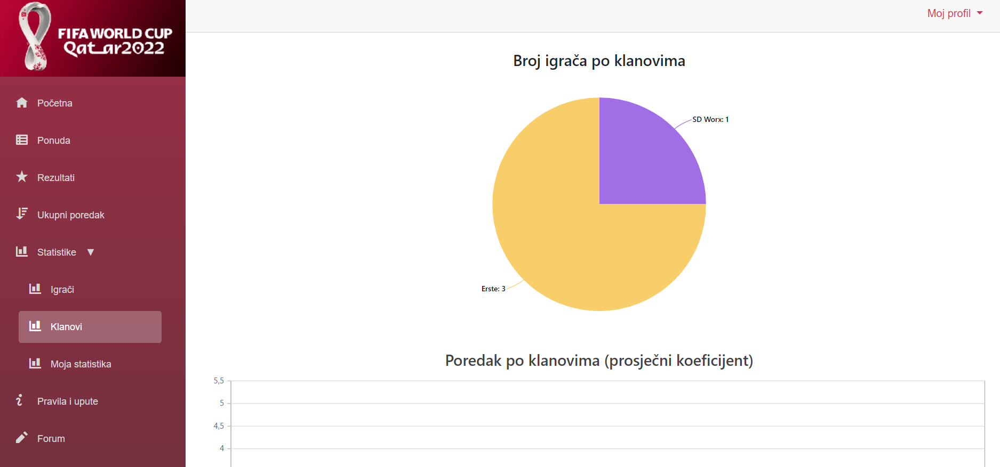 FIFA WORLD CUP
Qatar2022
Moj profil
Početna
Ponuda
Rezultati
Ukupni poredak
Statistike ▼
Igrači
Klanovi
Moja statistika
Pravila i upute
Forum
Broj igrača po klanovima
SD Worx: 1
Erste: 3
Poredak po klanovima (prosječni koeficijent)
5,5
5
4,5
4